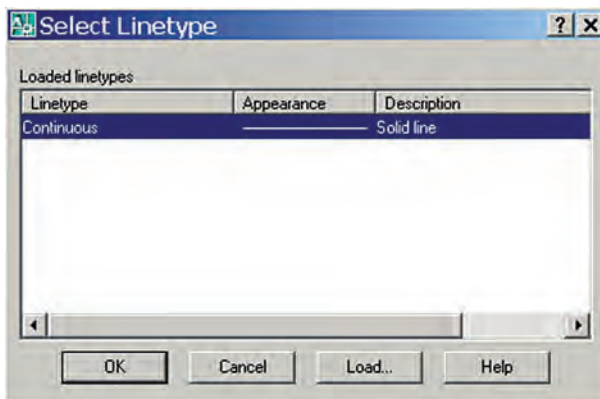 Select Linetype
Loaded linetypes
Linetype Appearance Description
Continuous Solid line
OK Cancel Load... Help